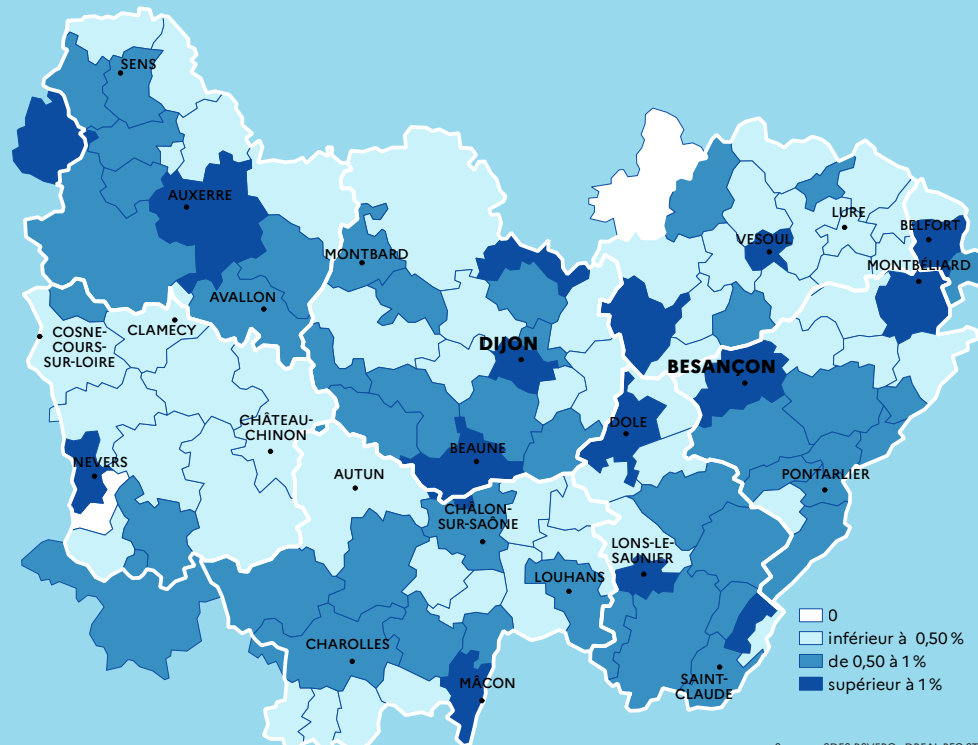 SENS
AUXERRE
LURE
BELFORT
VESOUL
MONTBARD
MONTBÉLIARD
AVALLON
CLAMECY
COSNE-
COURS-
SUR-LOIRE
DIJON
BESANÇON
CHÂTEAU-
CHINON
DOLE
BEAUNE
NEVERS
AUTUN
PONTARLIER
CHÂLON-
SUR-SAÔNE
LONS-LE-
SAUNIER
LOUHANS
CHAROLLES
MÂCON
SAINT-
CLAUDE
0
inférieur à 0,50 %
de 0,50 à 1 %
supérieur à 1 %